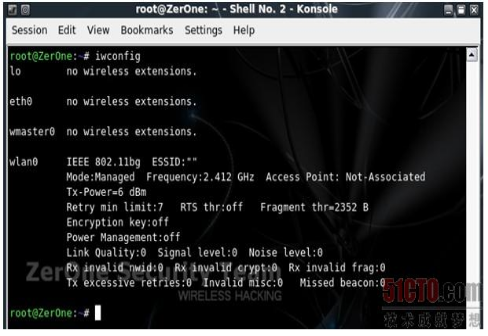 root@ZerOne: ~ - Shell No. 2 - Konsole
Session Edit View Bookmarks Settings Help
root@ZerOne:~# iwconfig
lo no wireless extensions.
eth0 no wireless extensions.
wmaster0 no wireless extensions.
wlan0 IEEE 802.11bg ESSID:""
Mode:Managed Frequency:2.412 GHz Access Point: Not-Associated
Tx-Power=6 dBm
Retry min limit:7 RTS thr:off Fragment thr=2352 B
Encryption key:off
Power Management:off
Link Quality:0 Signal level:0 Noise level:0
Rx invalid nwid:0 Rx invalid crypt:0 Rx invalid frag:0
Tx excessive retries:0 Invalid misc:0 Missed beacon:0
ZerOne Security Team
WIRELESS HACKING
root@ZerOne:~#
51CTO.com
技术成就梦想